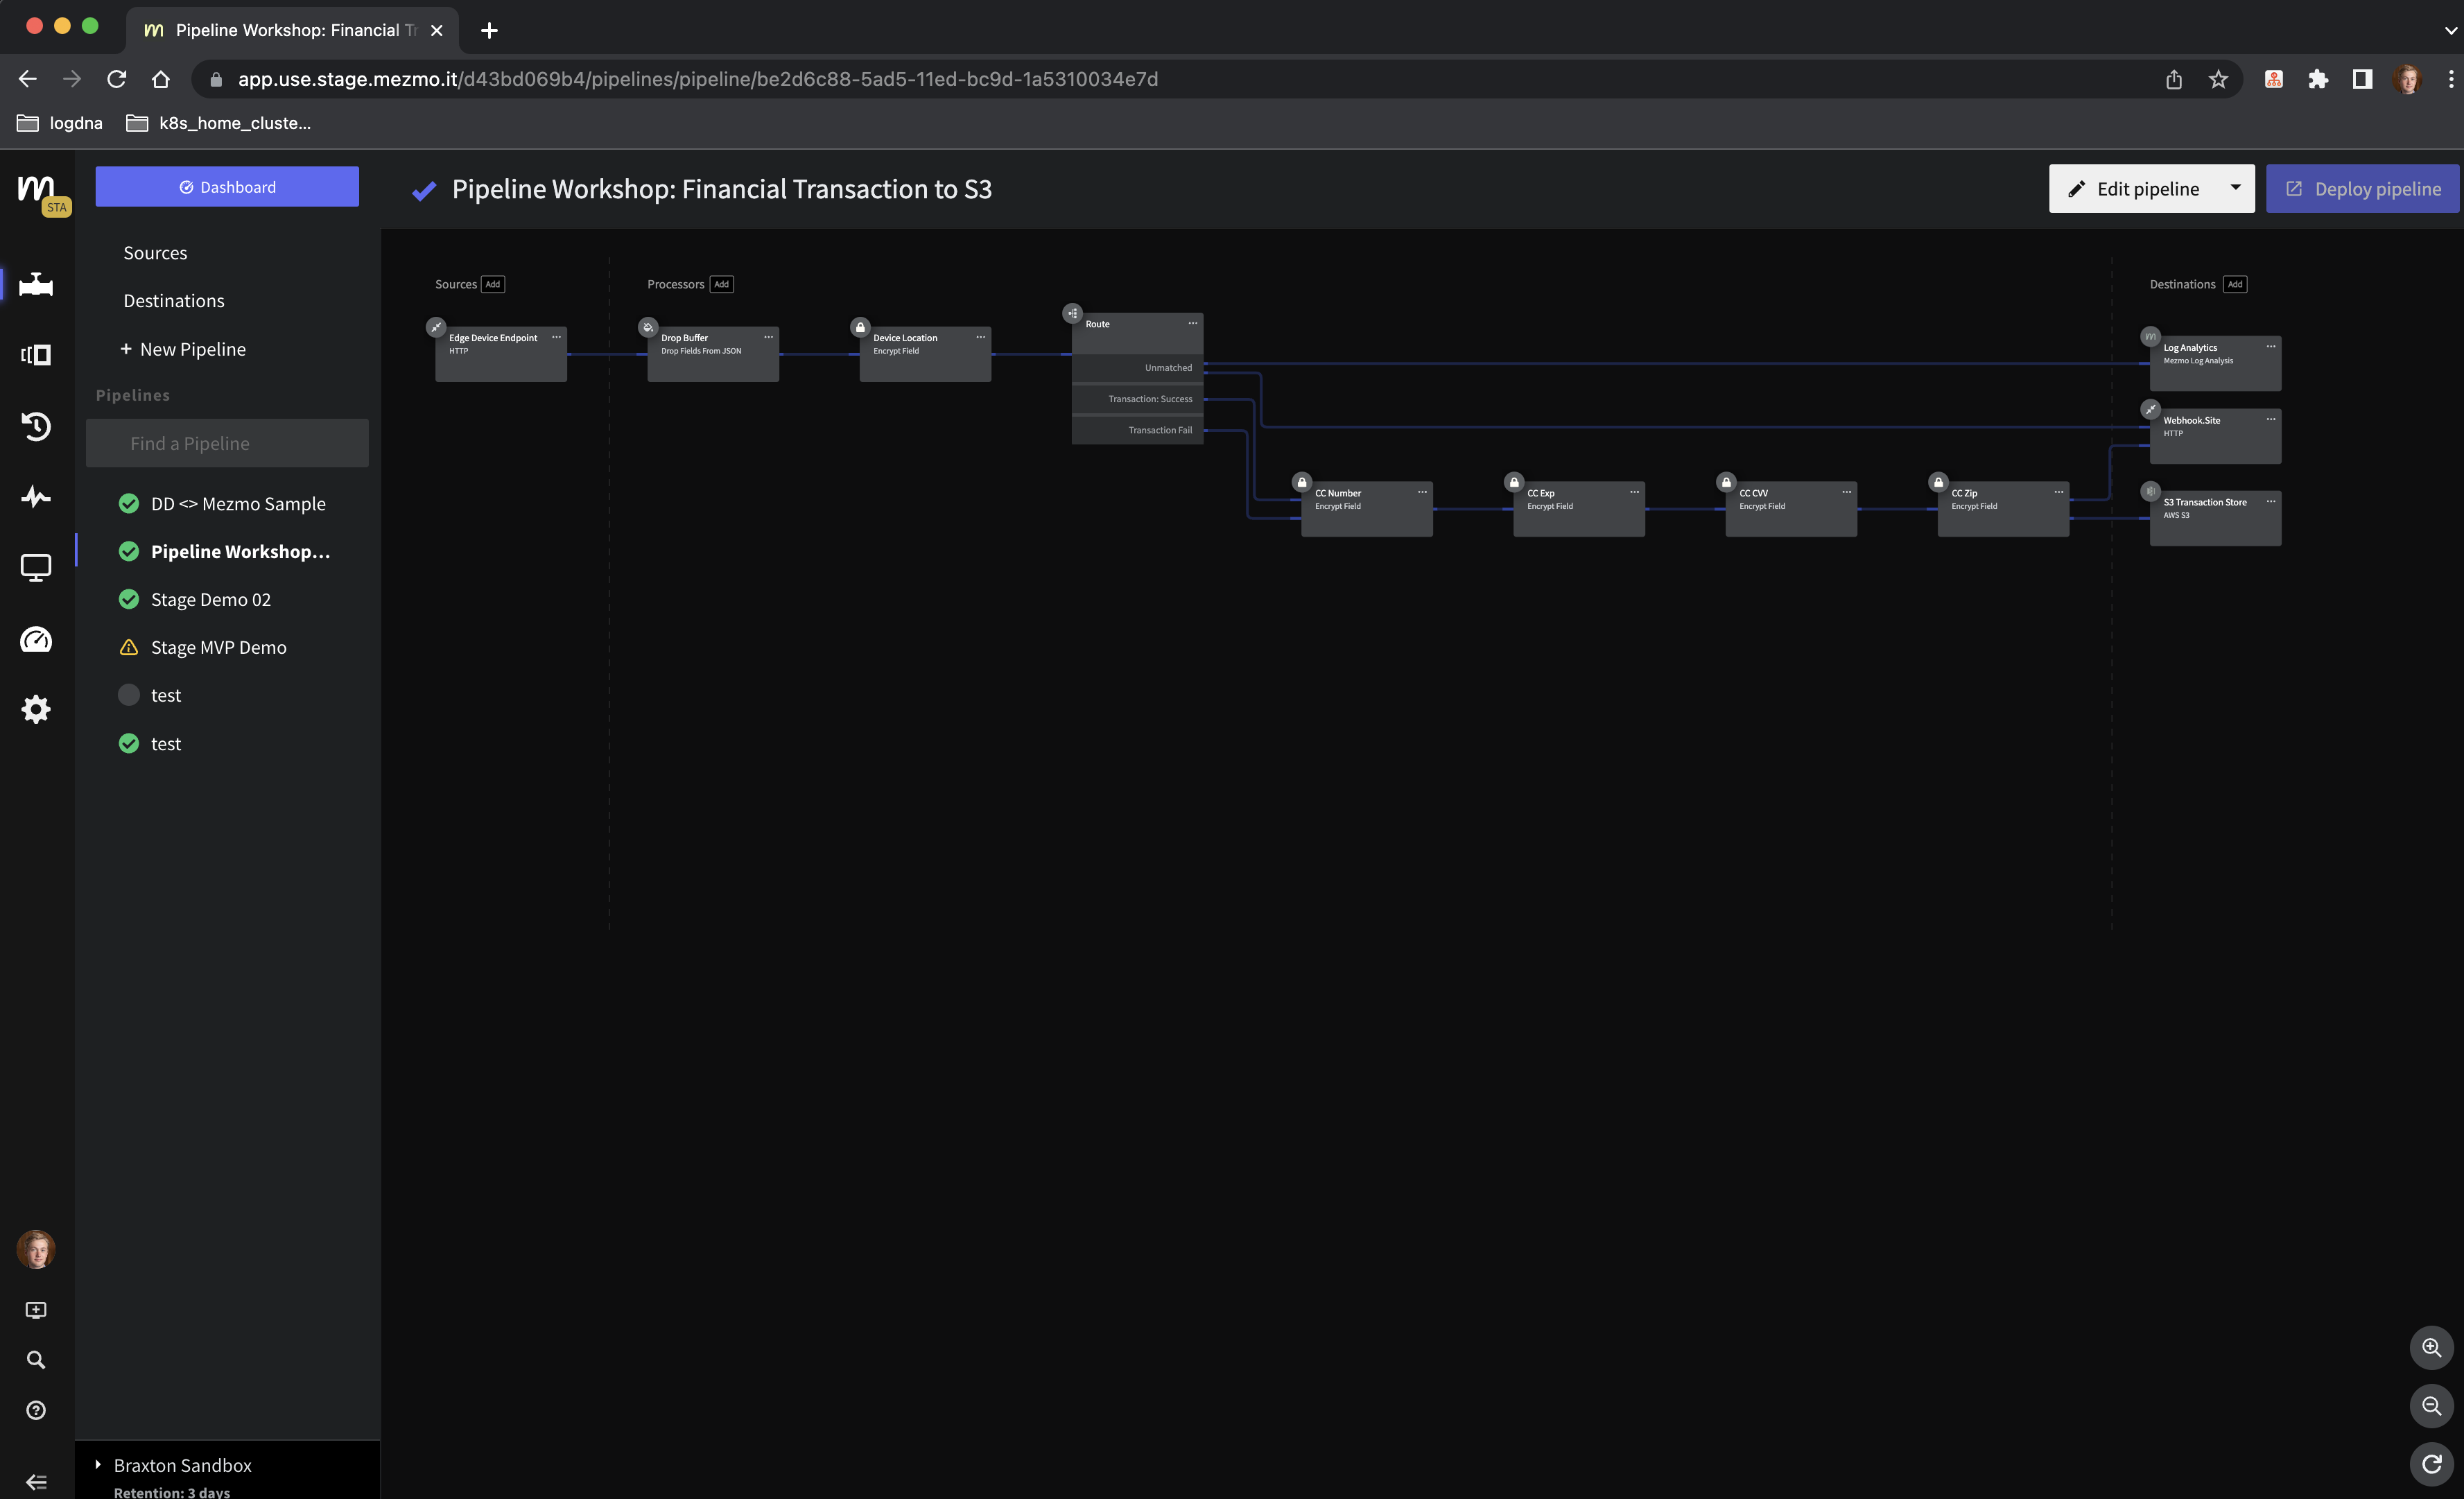 Pipeline Workshop: Financial Tr
app.use.stage.mezmo.it/d43bd069b4/pipelines/pipeline/be2d6c88-5ad5-11ed-bc9d-1a5310034e7d
logdna
k8s_home_cluste...
m
STA
Dashboard
Pipeline Workshop: Financial Transaction to S3
Edit pipeline
Deploy pipeline
Sources
Destinations
+ New Pipeline
Pipelines
Find a Pipeline
DD <> Mezmo Sample
Pipeline Workshop...
Stage Demo 02
Stage MVP Demo
test
test
Sources Add
Processors Add
Destinations Add
Edge Device Endpoint
HTTP
Drop Buffer
Drop Fields From JSON
Device Location
Encrypt Field
Route
Unmatched
Transaction: Success
Transaction Fail
CC Number
Encrypt Field
CC Exp
Encrypt Field
CC CVV
Encrypt Field
CC Zip
Encrypt Field
Log Analytics
Mezmo Log Analysis
Webhook.Site
HTTP
S3 Transaction Store
AWS S3
Braxton Sandbox
Retention: 3 days